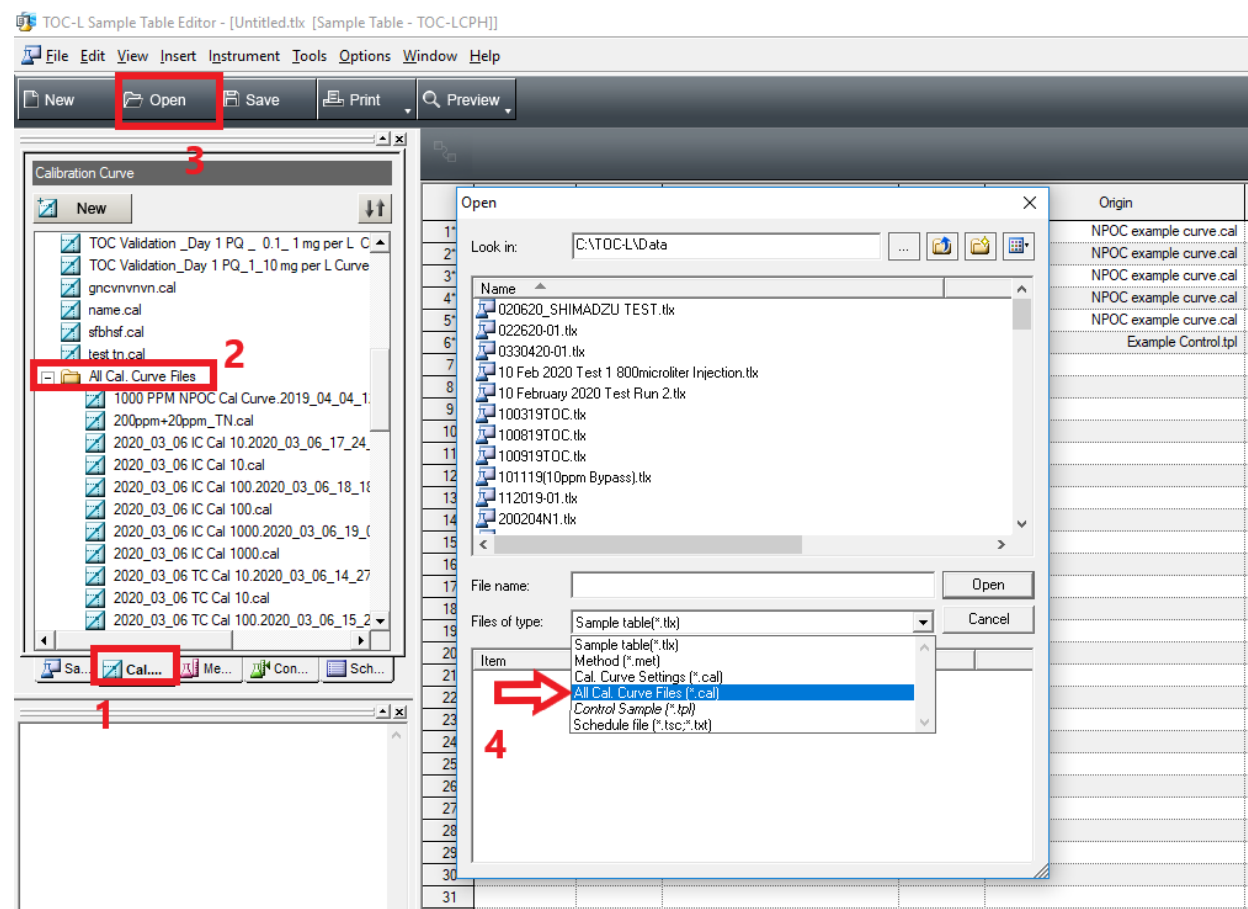 TOC-L Sample Table Editor - [Untitled.tlx [Sample Table - TOC-LCPH]]
File Edit View Insert Instrument Tools Options Window Help
New Open Save Print Preview
3
Calibration Curve
New
TOC Validation _Day 1 PQ _ 0.1_ 1 mg per L C
TOC Validation_Day 1 PQ_1_10 mg per L Curve
gncvnvnvn.cal
name.cal
sfbhsf.cal
test tn.cal
2
All Cal. Curve Files
1000 PPM NPOC Cal Curve.2019_04_04_1
200ppm+20ppm_TN.cal
2020_03_06 IC Cal 10.2020_03_06_17_24_
2020_03_06 IC Cal 10.cal
2020_03_06 IC Cal 100.2020_03_06_18_18
2020_03_06 IC Cal 100.cal
2020_03_06 IC Cal 1000.2020_03_06_19_0
2020_03_06 IC Cal 1000.cal
2020_03_06 TC Cal 10.2020_03_06_14_27
2020_03_06 TC Cal 10.cal
2020_03_06 TC Cal 100.2020_03_06_15_2
Sa... Cal.... Me... Con... Sch...
1
Origin
1* NPOC example curve.cal
2* NPOC example curve.cal
3* NPOC example curve.cal
4* NPOC example curve.cal
5* NPOC example curve.cal
6* Example Control.tpl
7
8
9
10
11
12
13
14
15
16
17
18
19
20
21
22
23
24
25
26
27
28
29
30
31
Open
Look in: C:\TOC-L\Data ...
Name
020620_SHIMADZU TEST.tlx
022620-01.tlx
0330420-01.tlx
10 Feb 2020 Test 1 800microliter Injection.tlx
10 February 2020 Test Run 2.tlx
100319TOC.tlx
100819TOC.tlx
100919TOC.tlx
101119(10ppm Bypass).tlx
112019-01.tlx
200204N1.tlx
File name: Open
Files of type: Sample table(*.tlx) Cancel
Item
Sample table(*.tlx)
Method (*.met)
Cal. Curve Settings (*.cal)
All Cal. Curve Files (*.cal)
Control Sample (*.tpl)
Schedule file (*.tsc;*.txt)
4